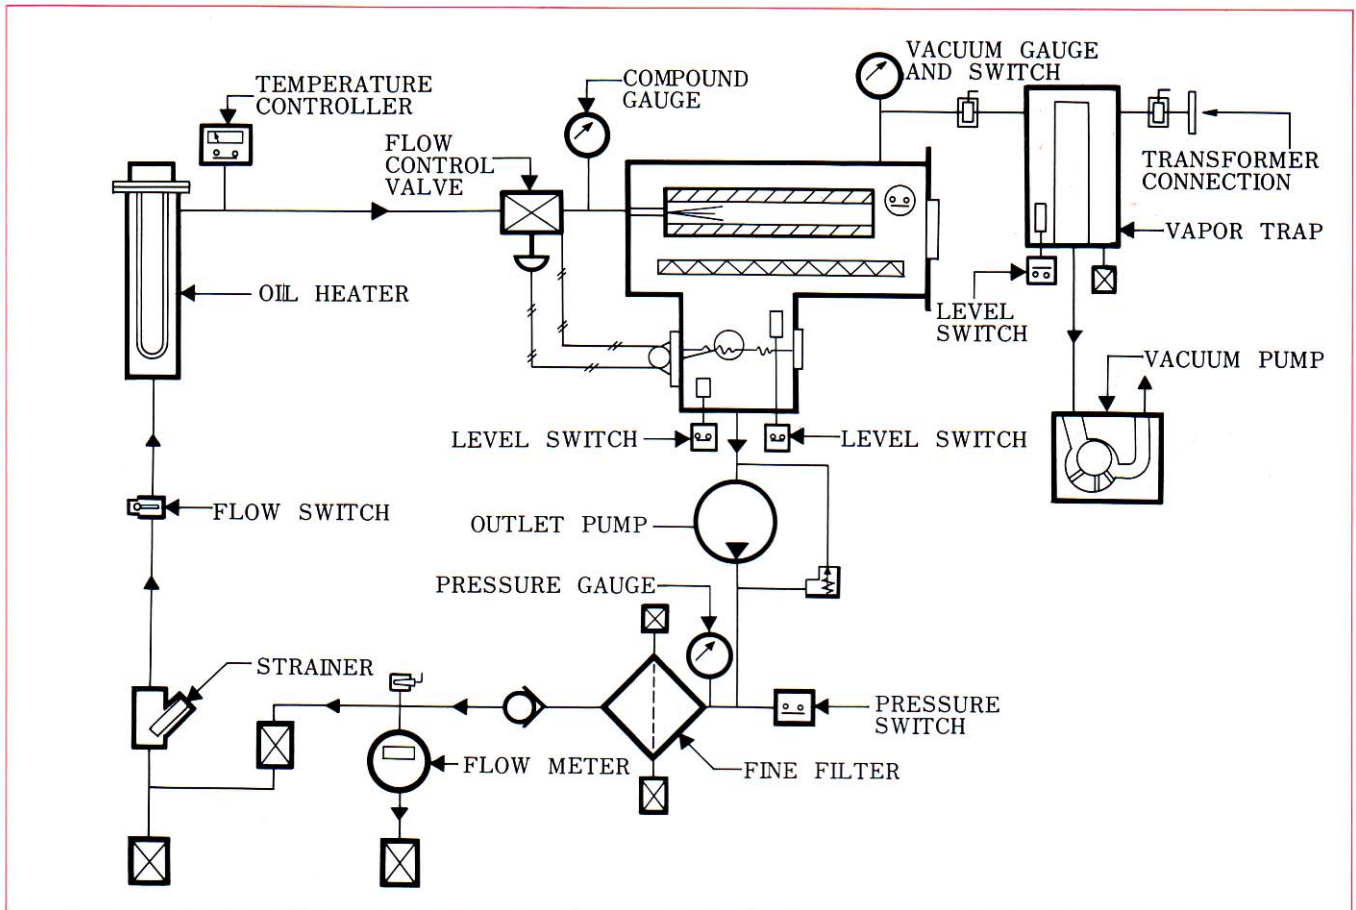 TEMPERATURE
CONTROLLER
COMPOUND
GAUGE
VACUUM GAUGE
AND SWITCH
FLOW
CONTROL
VALVE
TRANSFORMER
CONNECTION
VAPOR TRAP
OIL HEATER
LEVEL
SWITCH
VACUUM PUMP
LEVEL SWITCH
LEVEL SWITCH
FLOW SWITCH
OUTLET PUMP
PRESSURE GAUGE
STRAINER
PRESSURE
SWITCH
FLOW METER
FINE FILTER